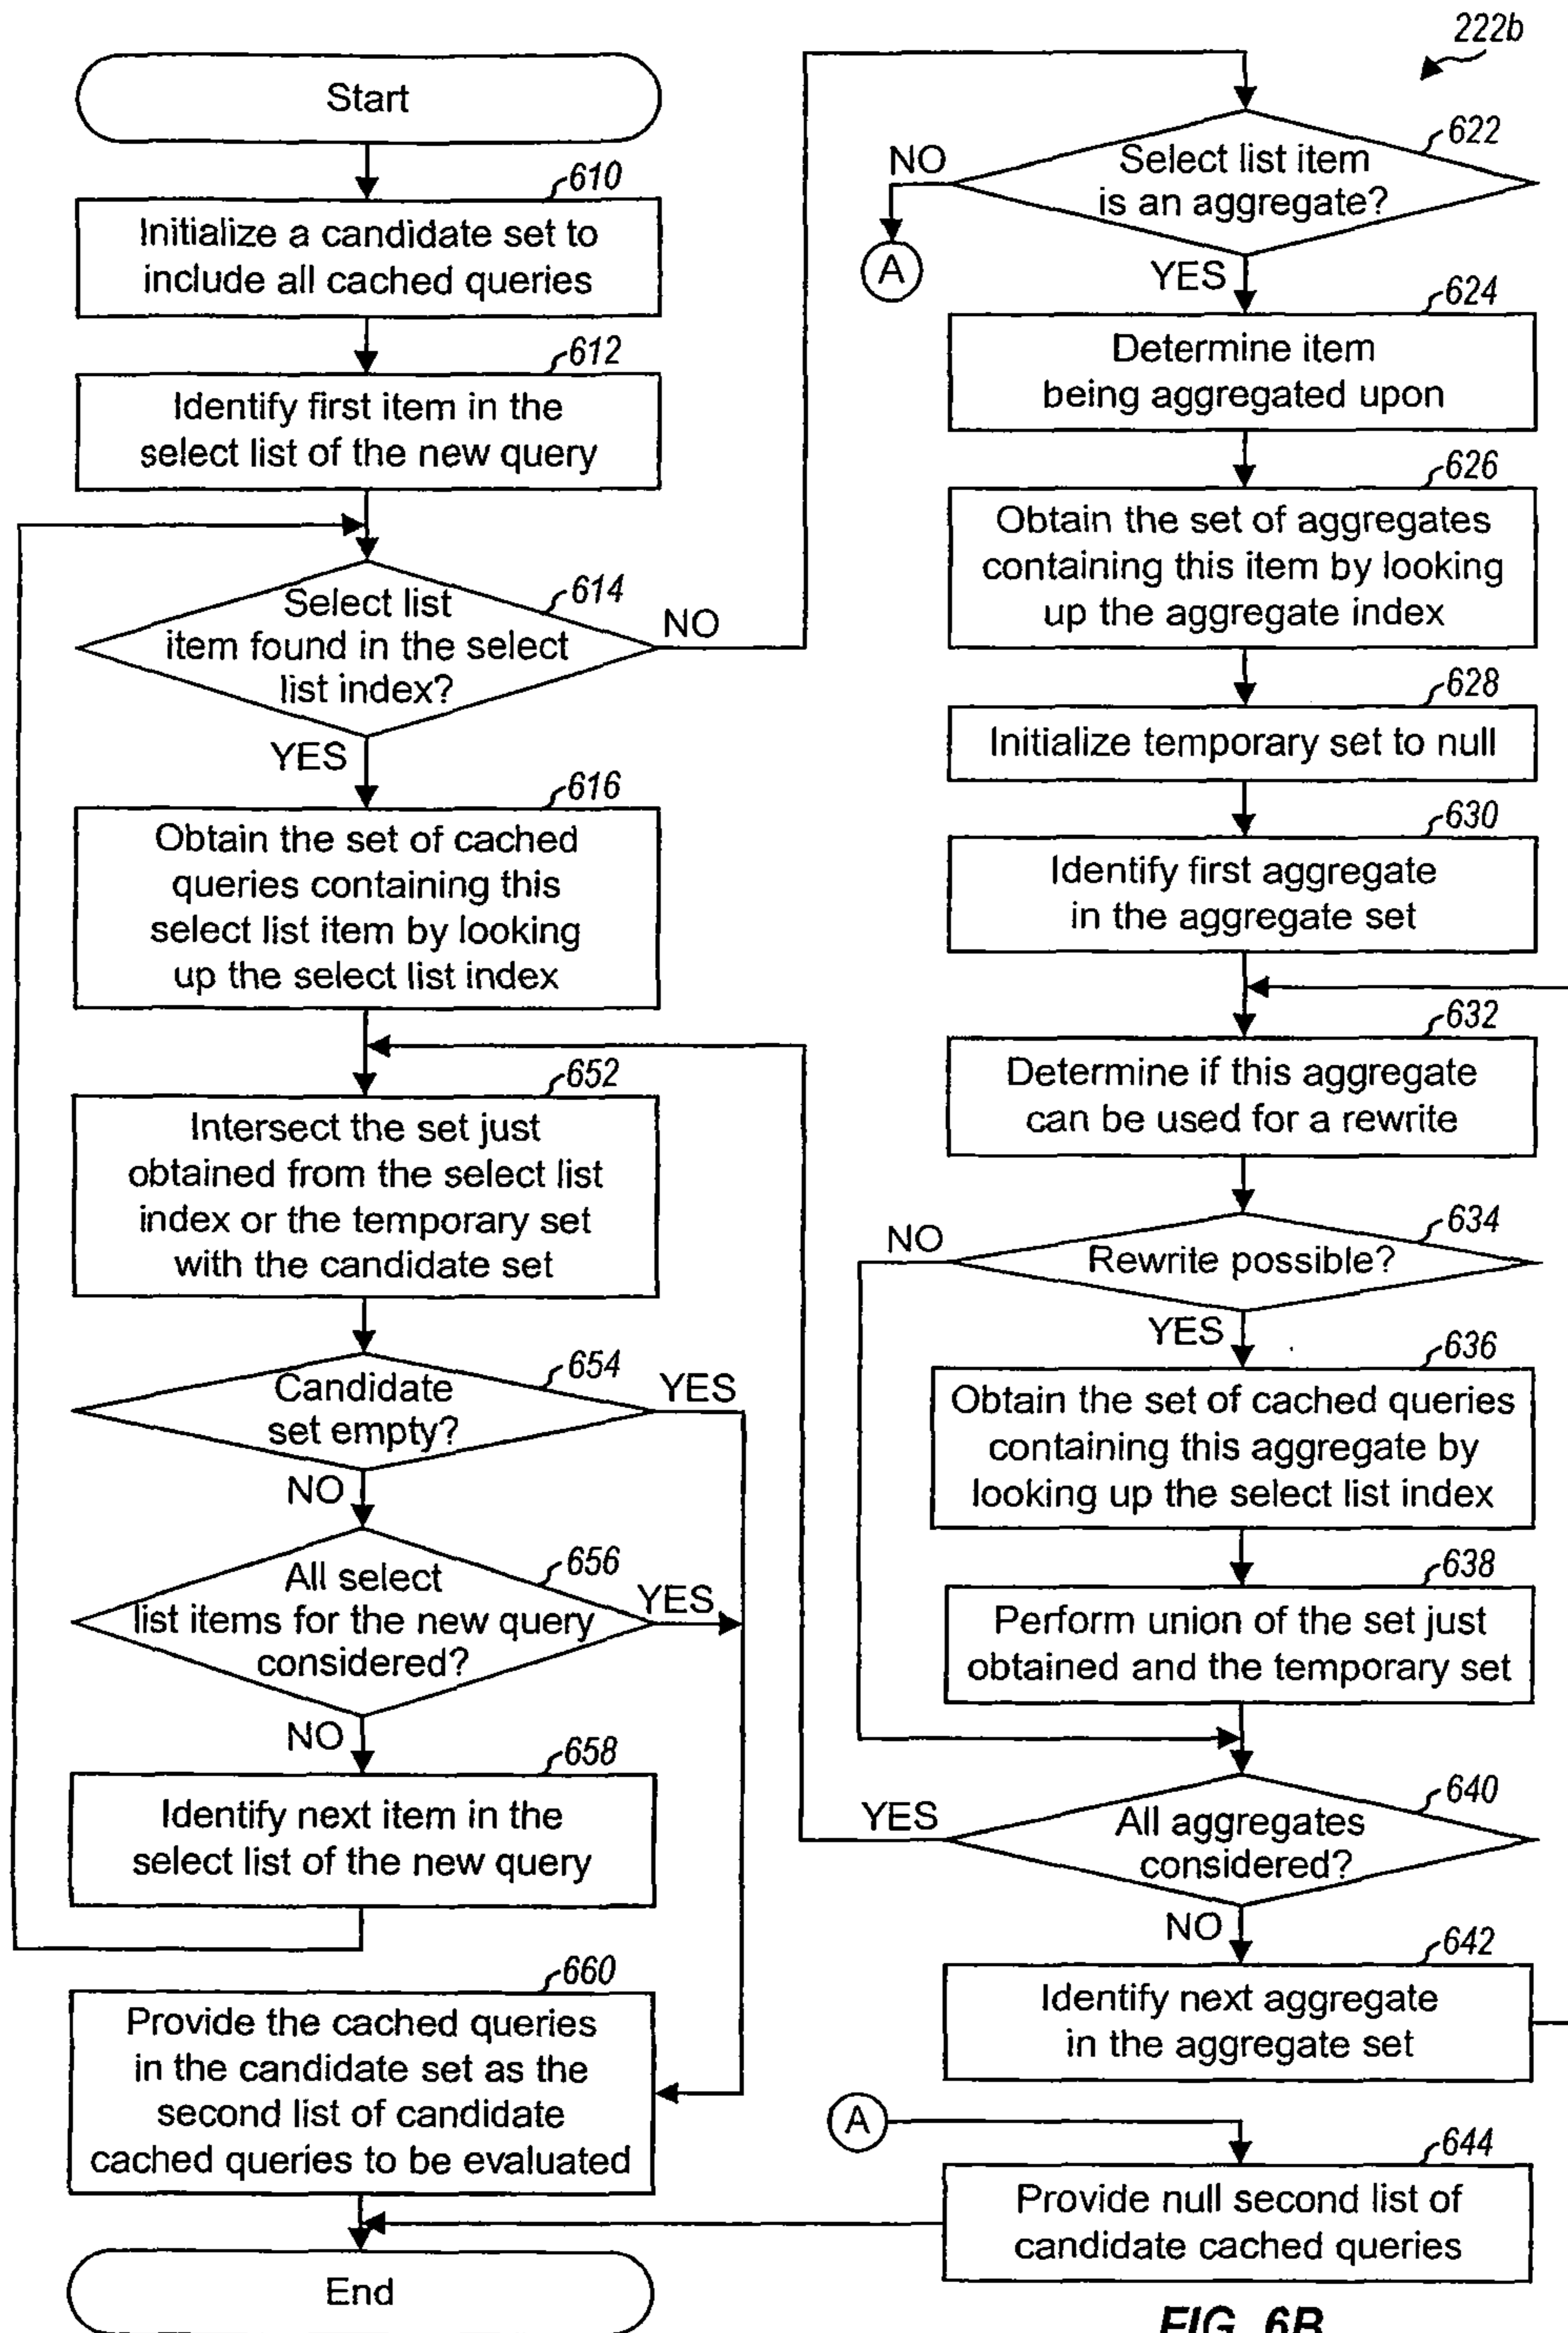 222b
Start
610
Initialize a candidate set to
include all cached queries
612
Identify first item in the
select list of the new query
614
Select list
item found in the select
list index?
NO
YES
616
Obtain the set of cached
queries containing this
select list item by looking
up the select list index
652
Intersect the set just
obtained from the select list
index or the temporary set
with the candidate set
654
Candidate
set empty?
YES
NO
656
All select
list items for the new query
considered?
YES
NO
658
Identify next item in the
select list of the new query
660
Provide the cached queries
in the candidate set as the
second list of candidate
cached queries to be evaluated
End
622
Select list item
is an aggregate?
NO
A
YES
624
Determine item
being aggregated upon
626
Obtain the set of aggregates
containing this item by looking
up the aggregate index
628
Initialize temporary set to null
630
Identify first aggregate
in the aggregate set
632
Determine if this aggregate
can be used for a rewrite
634
Rewrite possible?
NO
YES
636
Obtain the set of cached queries
containing this aggregate by
looking up the select list index
638
Perform union of the set just
obtained and the temporary set
640
All aggregates
considered?
YES
NO
642
Identify next aggregate
in the aggregate set
A
644
Provide null second list of
candidate cached queries
FIG. 6B